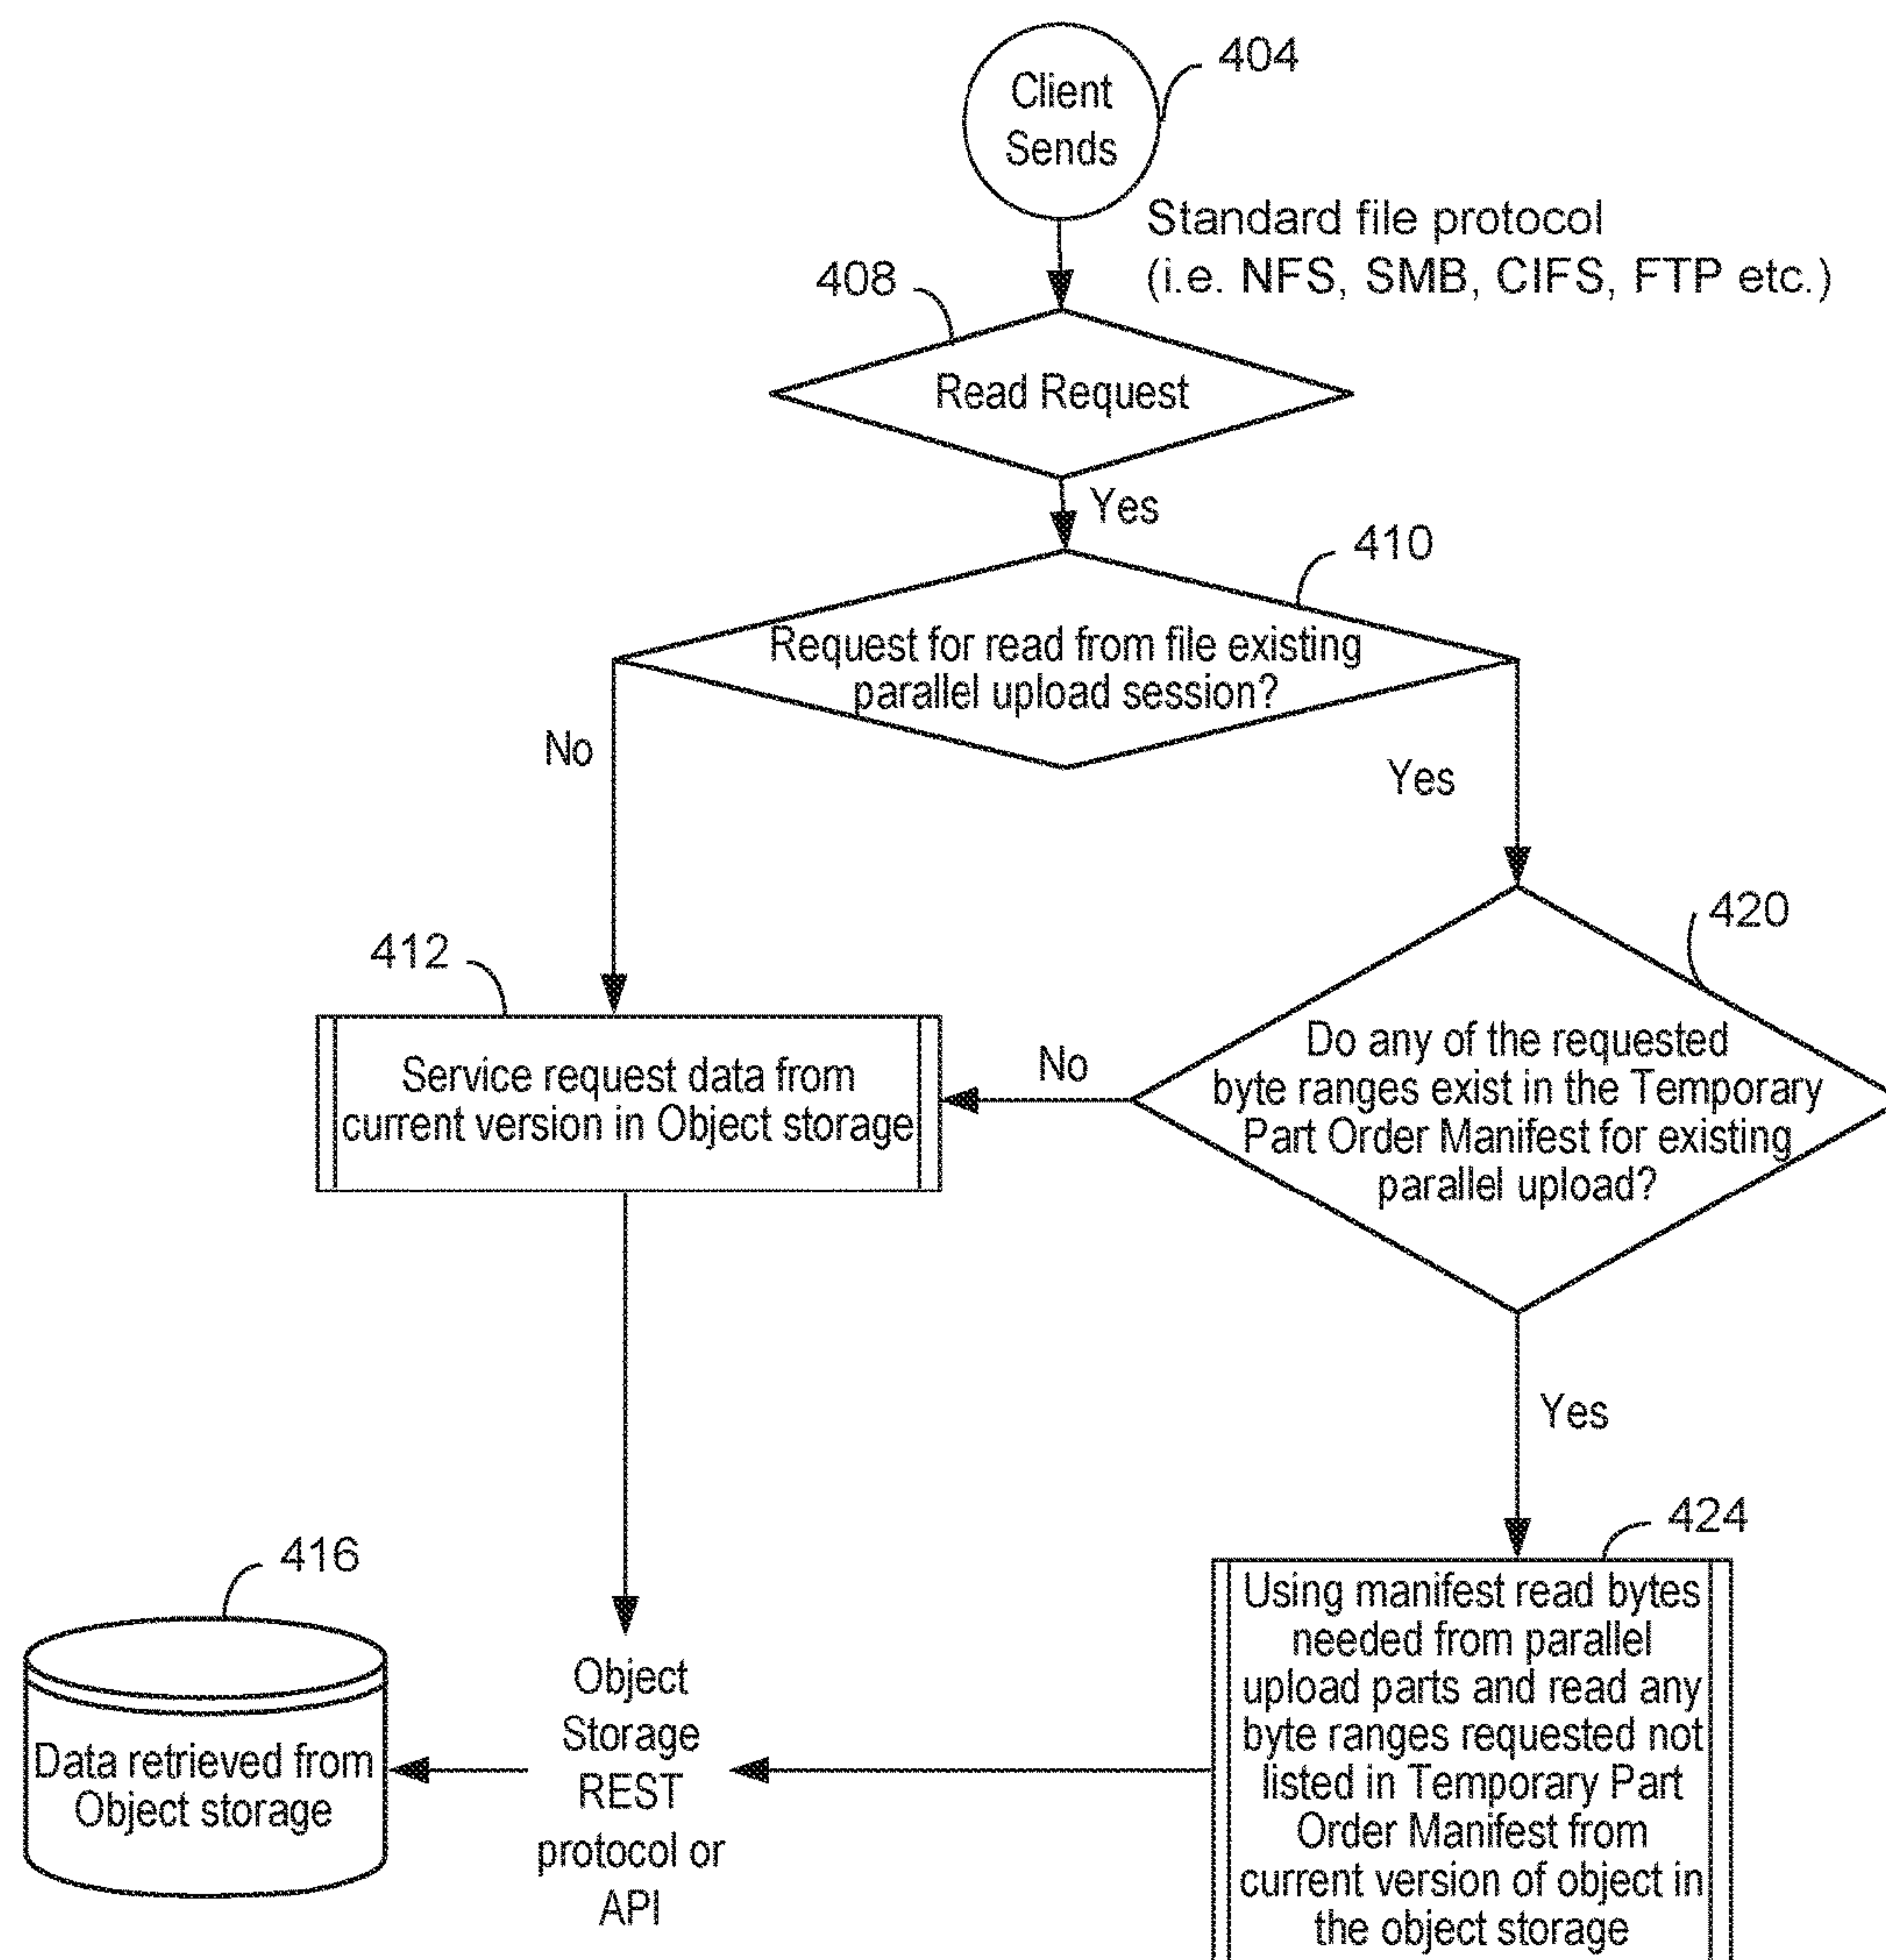 404
Client
Sends
Standard file protocol
(i.e. NFS, SMB, CIFS, FTP etc.)
408
Read Request
Yes
410
Request for read from file existing
parallel upload session?
No
Yes
420
412
Do any of the requested
byte ranges exist in the Temporary
Part Order Manifest for existing
parallel upload?
No
Service request data from
current version in Object storage
Yes
424
416
Using manifest read bytes
needed from parallel
upload parts and read any
byte ranges requested not
listed in Temporary Part
Order Manifest from
current version of object in
the object storage
Object
Storage
REST
protocol or
API
Data retrieved from
Object storage